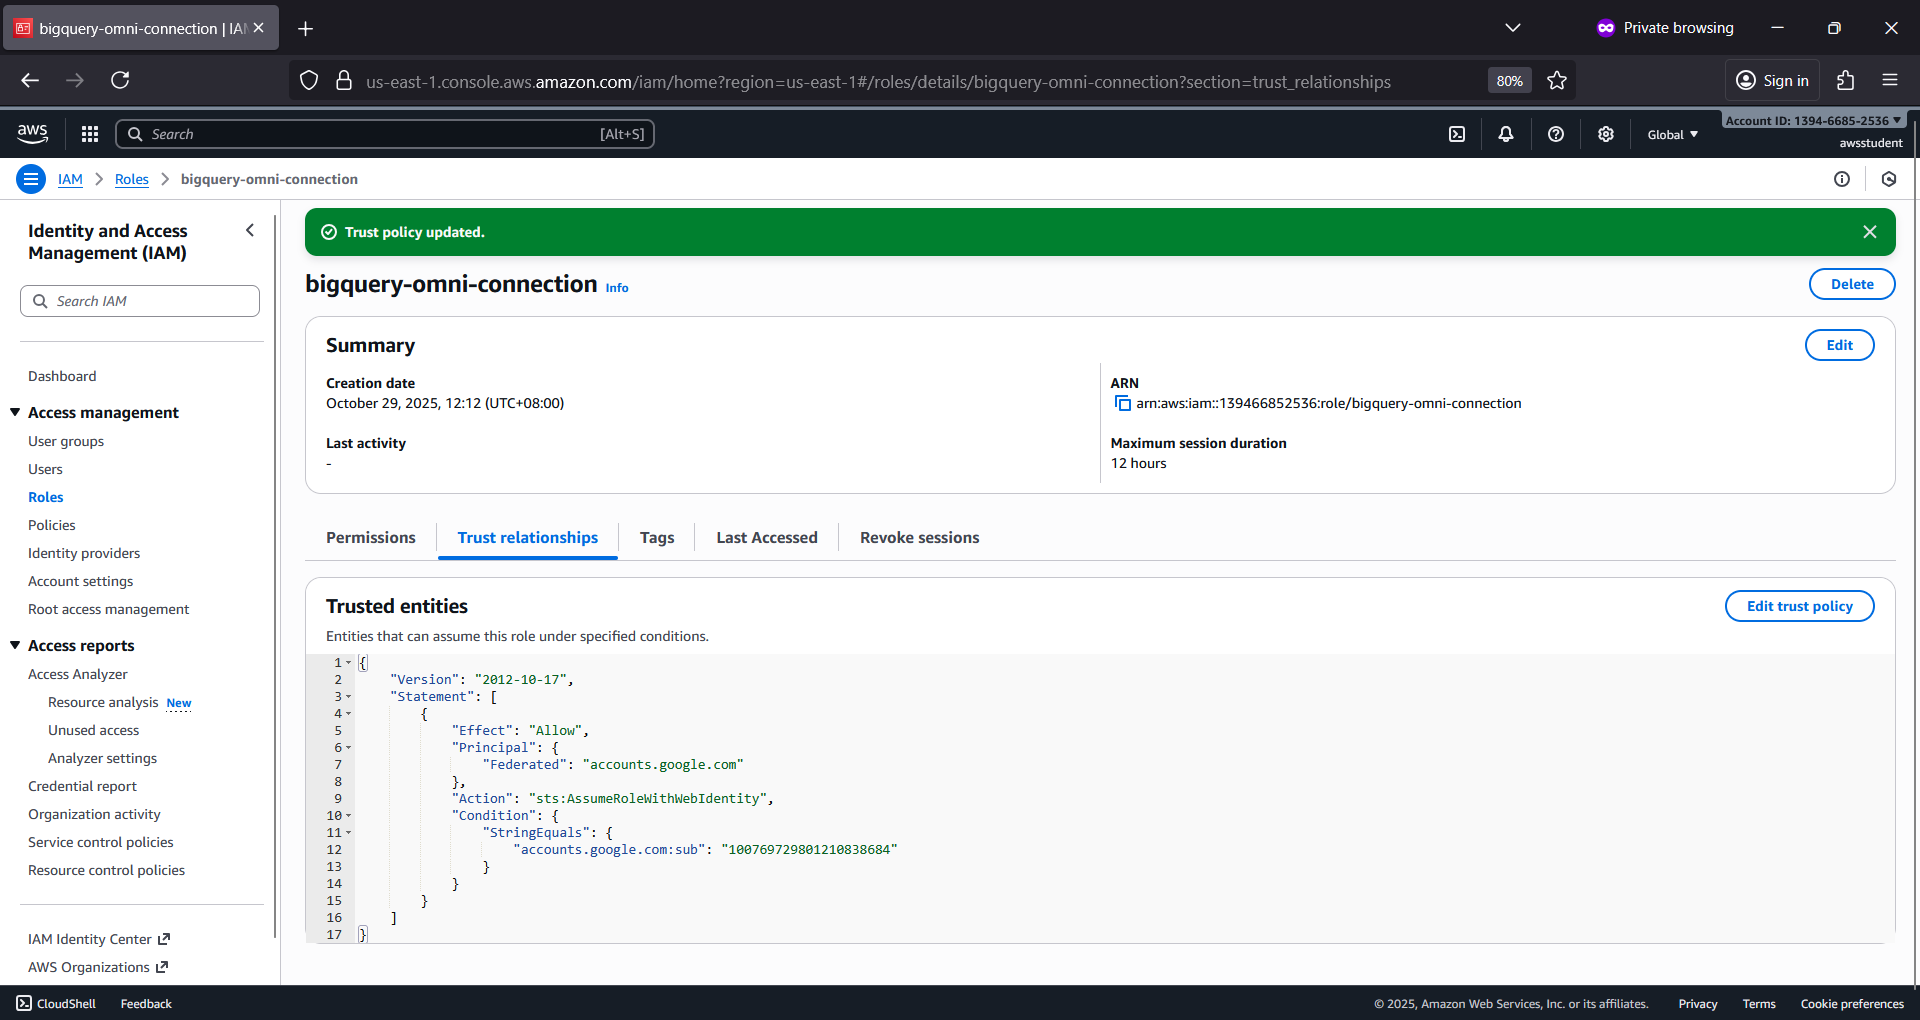 bigquery-omni-connection | IAM
Private browsing
us-east-1.console.aws.amazon.com/iam/home?region=us-east-1#/roles/details/bigquery-omni-connection?section=trust_relationships
80%
Sign in
aws
Search
[Alt+S]
Global
Account ID: 1394-6685-2536
awsstudent
IAM
Roles
bigquery-omni-connection
Identity and Access
Management (IAM)
Search IAM
Dashboard
Access management
User groups
Users
Roles
Policies
Identity providers
Account settings
Root access management
Access reports
Access Analyzer
Resource analysis New
Unused access
Analyzer settings
Credential report
Organization activity
Service control policies
Resource control policies
IAM Identity Center
AWS Organizations
Trust policy updated.
bigquery-omni-connection Info
Delete
Summary
Edit
Creation date
October 29, 2025, 12:12 (UTC+08:00)
Last activity
-
ARN
arn:aws:iam::139466852536:role/bigquery-omni-connection
Maximum session duration
12 hours
Permissions
Trust relationships
Tags
Last Accessed
Revoke sessions
Trusted entities
Edit trust policy
Entities that can assume this role under specified conditions.
1 {
2 "Version": "2012-10-17",
3 "Statement": [
4 {
5 "Effect": "Allow",
6 "Principal": {
7 "Federated": "accounts.google.com"
8 },
9 "Action": "sts:AssumeRoleWithWebIdentity",
10 "Condition": {
11 "StringEquals": {
12 "accounts.google.com:sub": "100769729801210838684"
13 }
14 }
15 }
16 ]
17 }
CloudShell
Feedback
© 2025, Amazon Web Services, Inc. or its affiliates.
Privacy
Terms
Cookie preferences